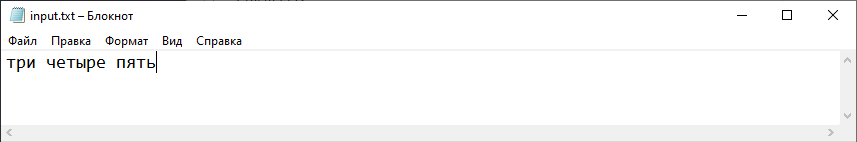 input.txt – Блокнот
Файл Правка Формат Вид Справка
три четыре пять